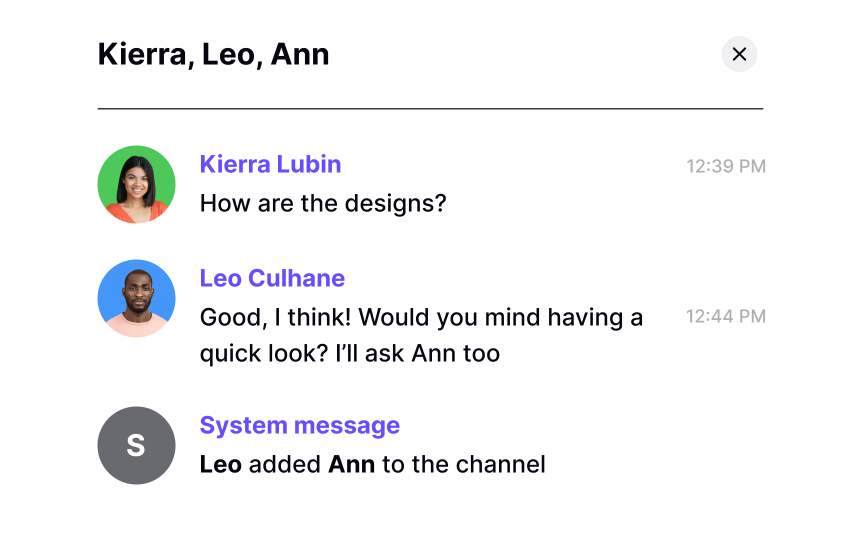 Kierra, Leo, Ann
Kierra Lubin
12:39 PM
How are the designs?
Leo Culhane
Good, I think! Would you mind having a
12:44 PM
quick look? I’ll ask Ann too
S
System message
Leo added Ann to the channel